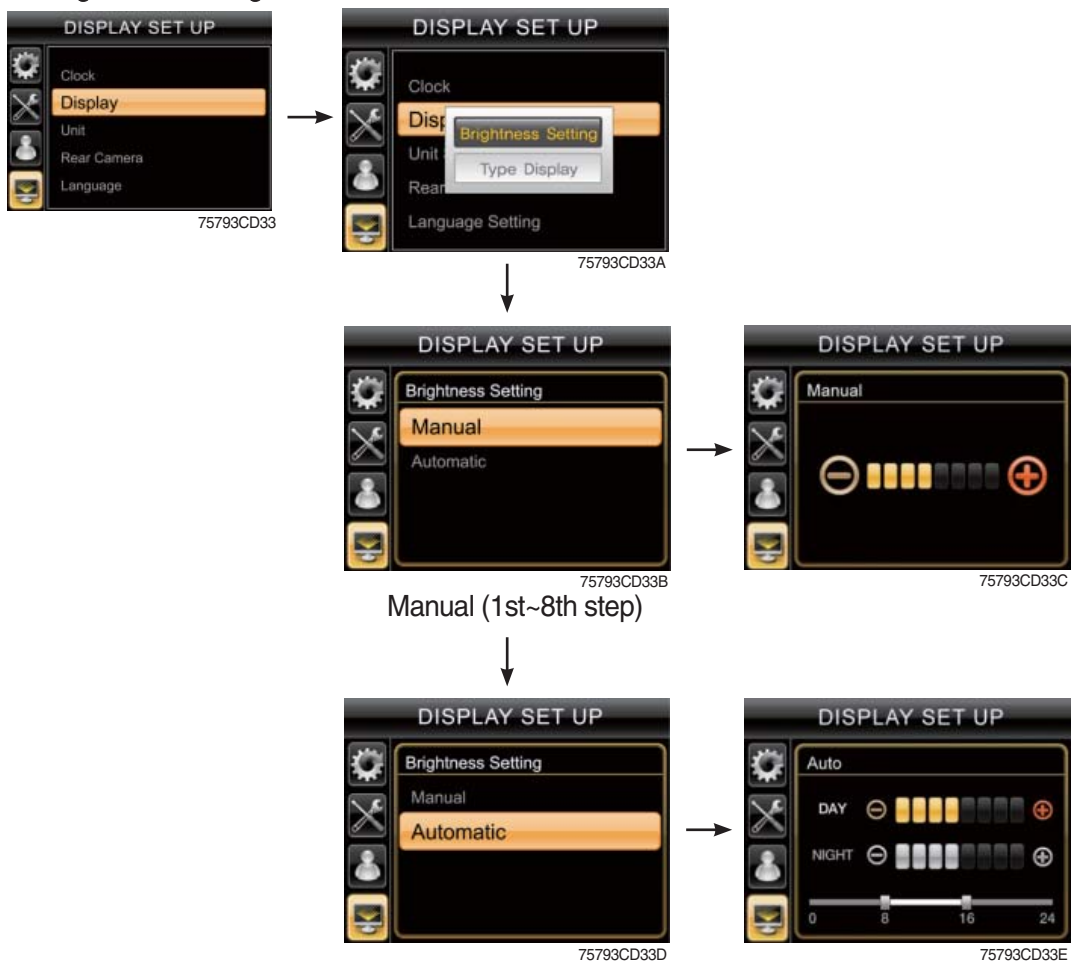 DISPLAY SET UP
Clock
Display
Unit
Rear Camera
Language
75793CD33
DISPLAY SET UP
Clock
Disp
Brightness Setting
Unit
Type Display
Rear
Language Setting
75793CD33A
DISPLAY SET UP
Brightness Setting
Manual
Automatic
75793CD33B
Manual (1st~8th step)
DISPLAY SET UP
Manual
75793CD33C
DISPLAY SET UP
Brightness Setting
Manual
Automatic
75793CD33D
DISPLAY SET UP
Auto
DAY
NIGHT
0 8 16 24
75793CD33E